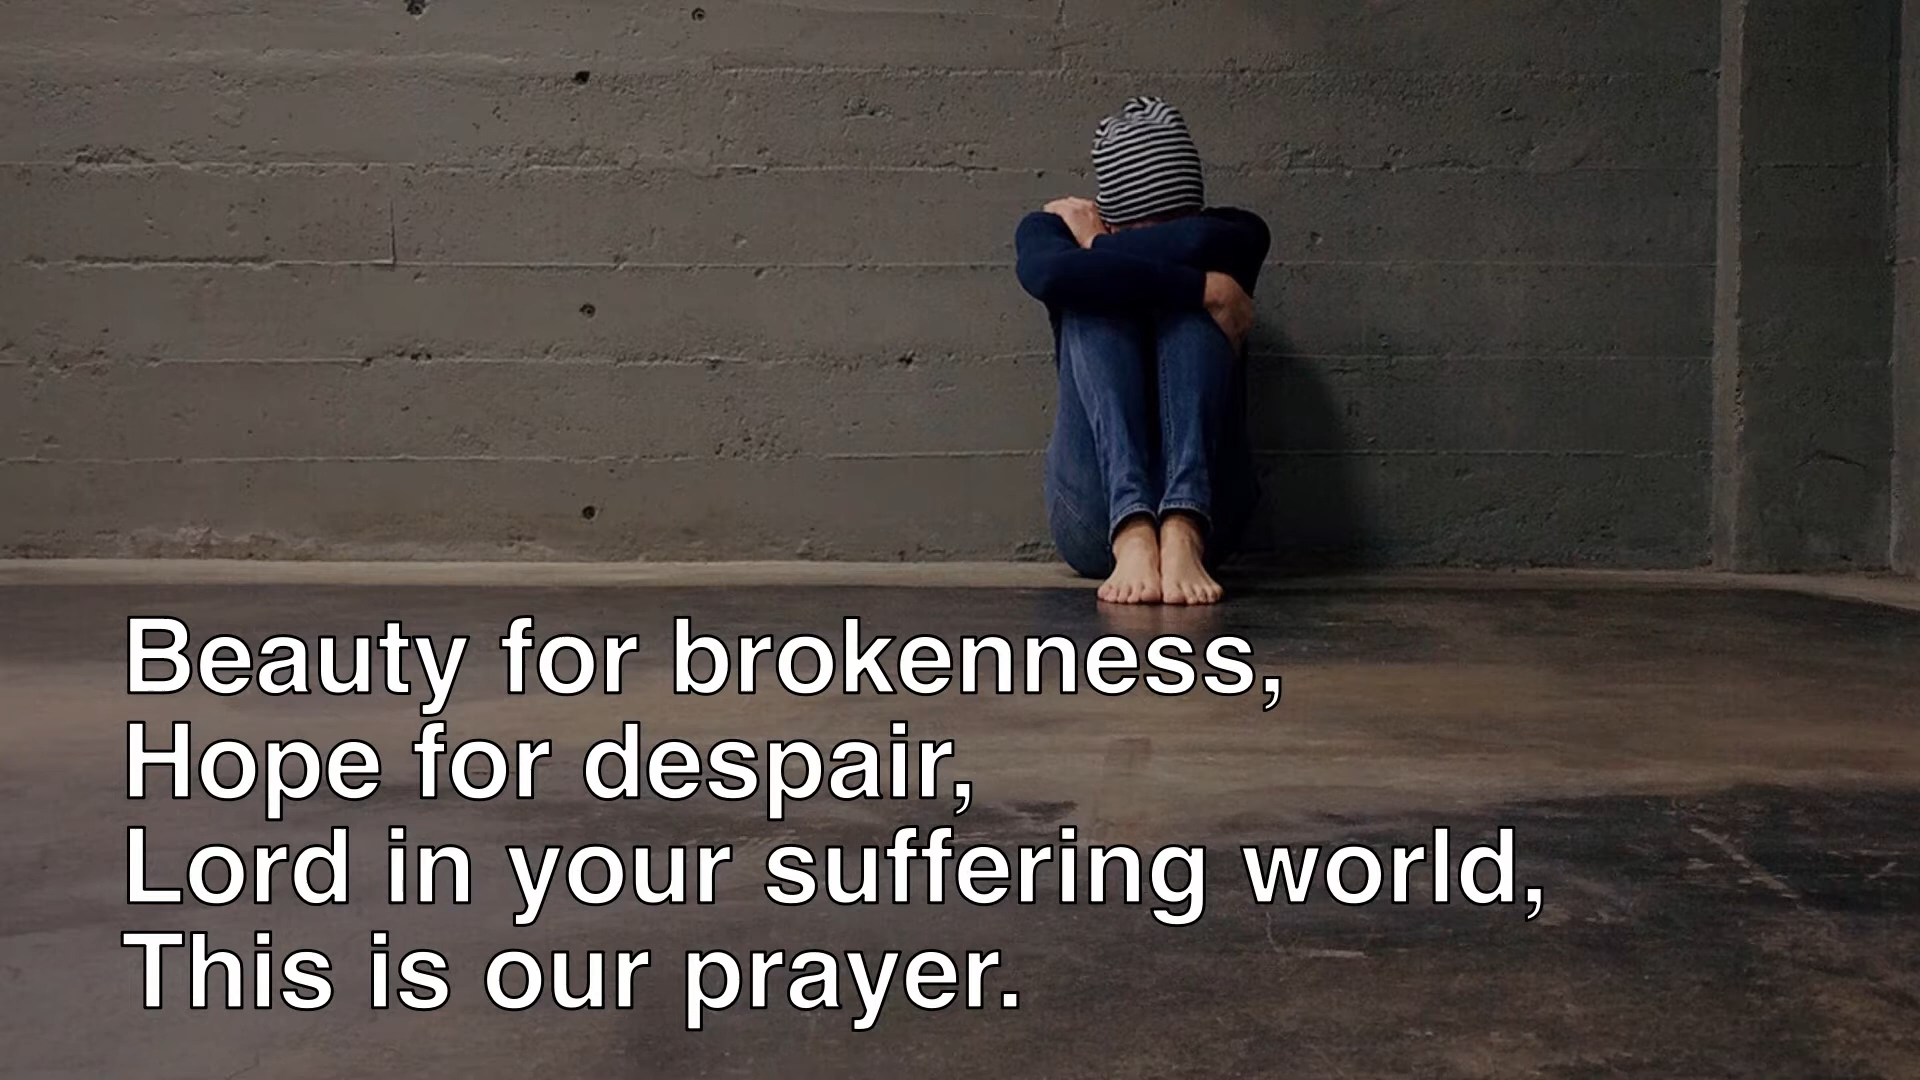 Beauty for brokenness,
Hope for despair,
Lord in your suffering world,
This is our prayer.